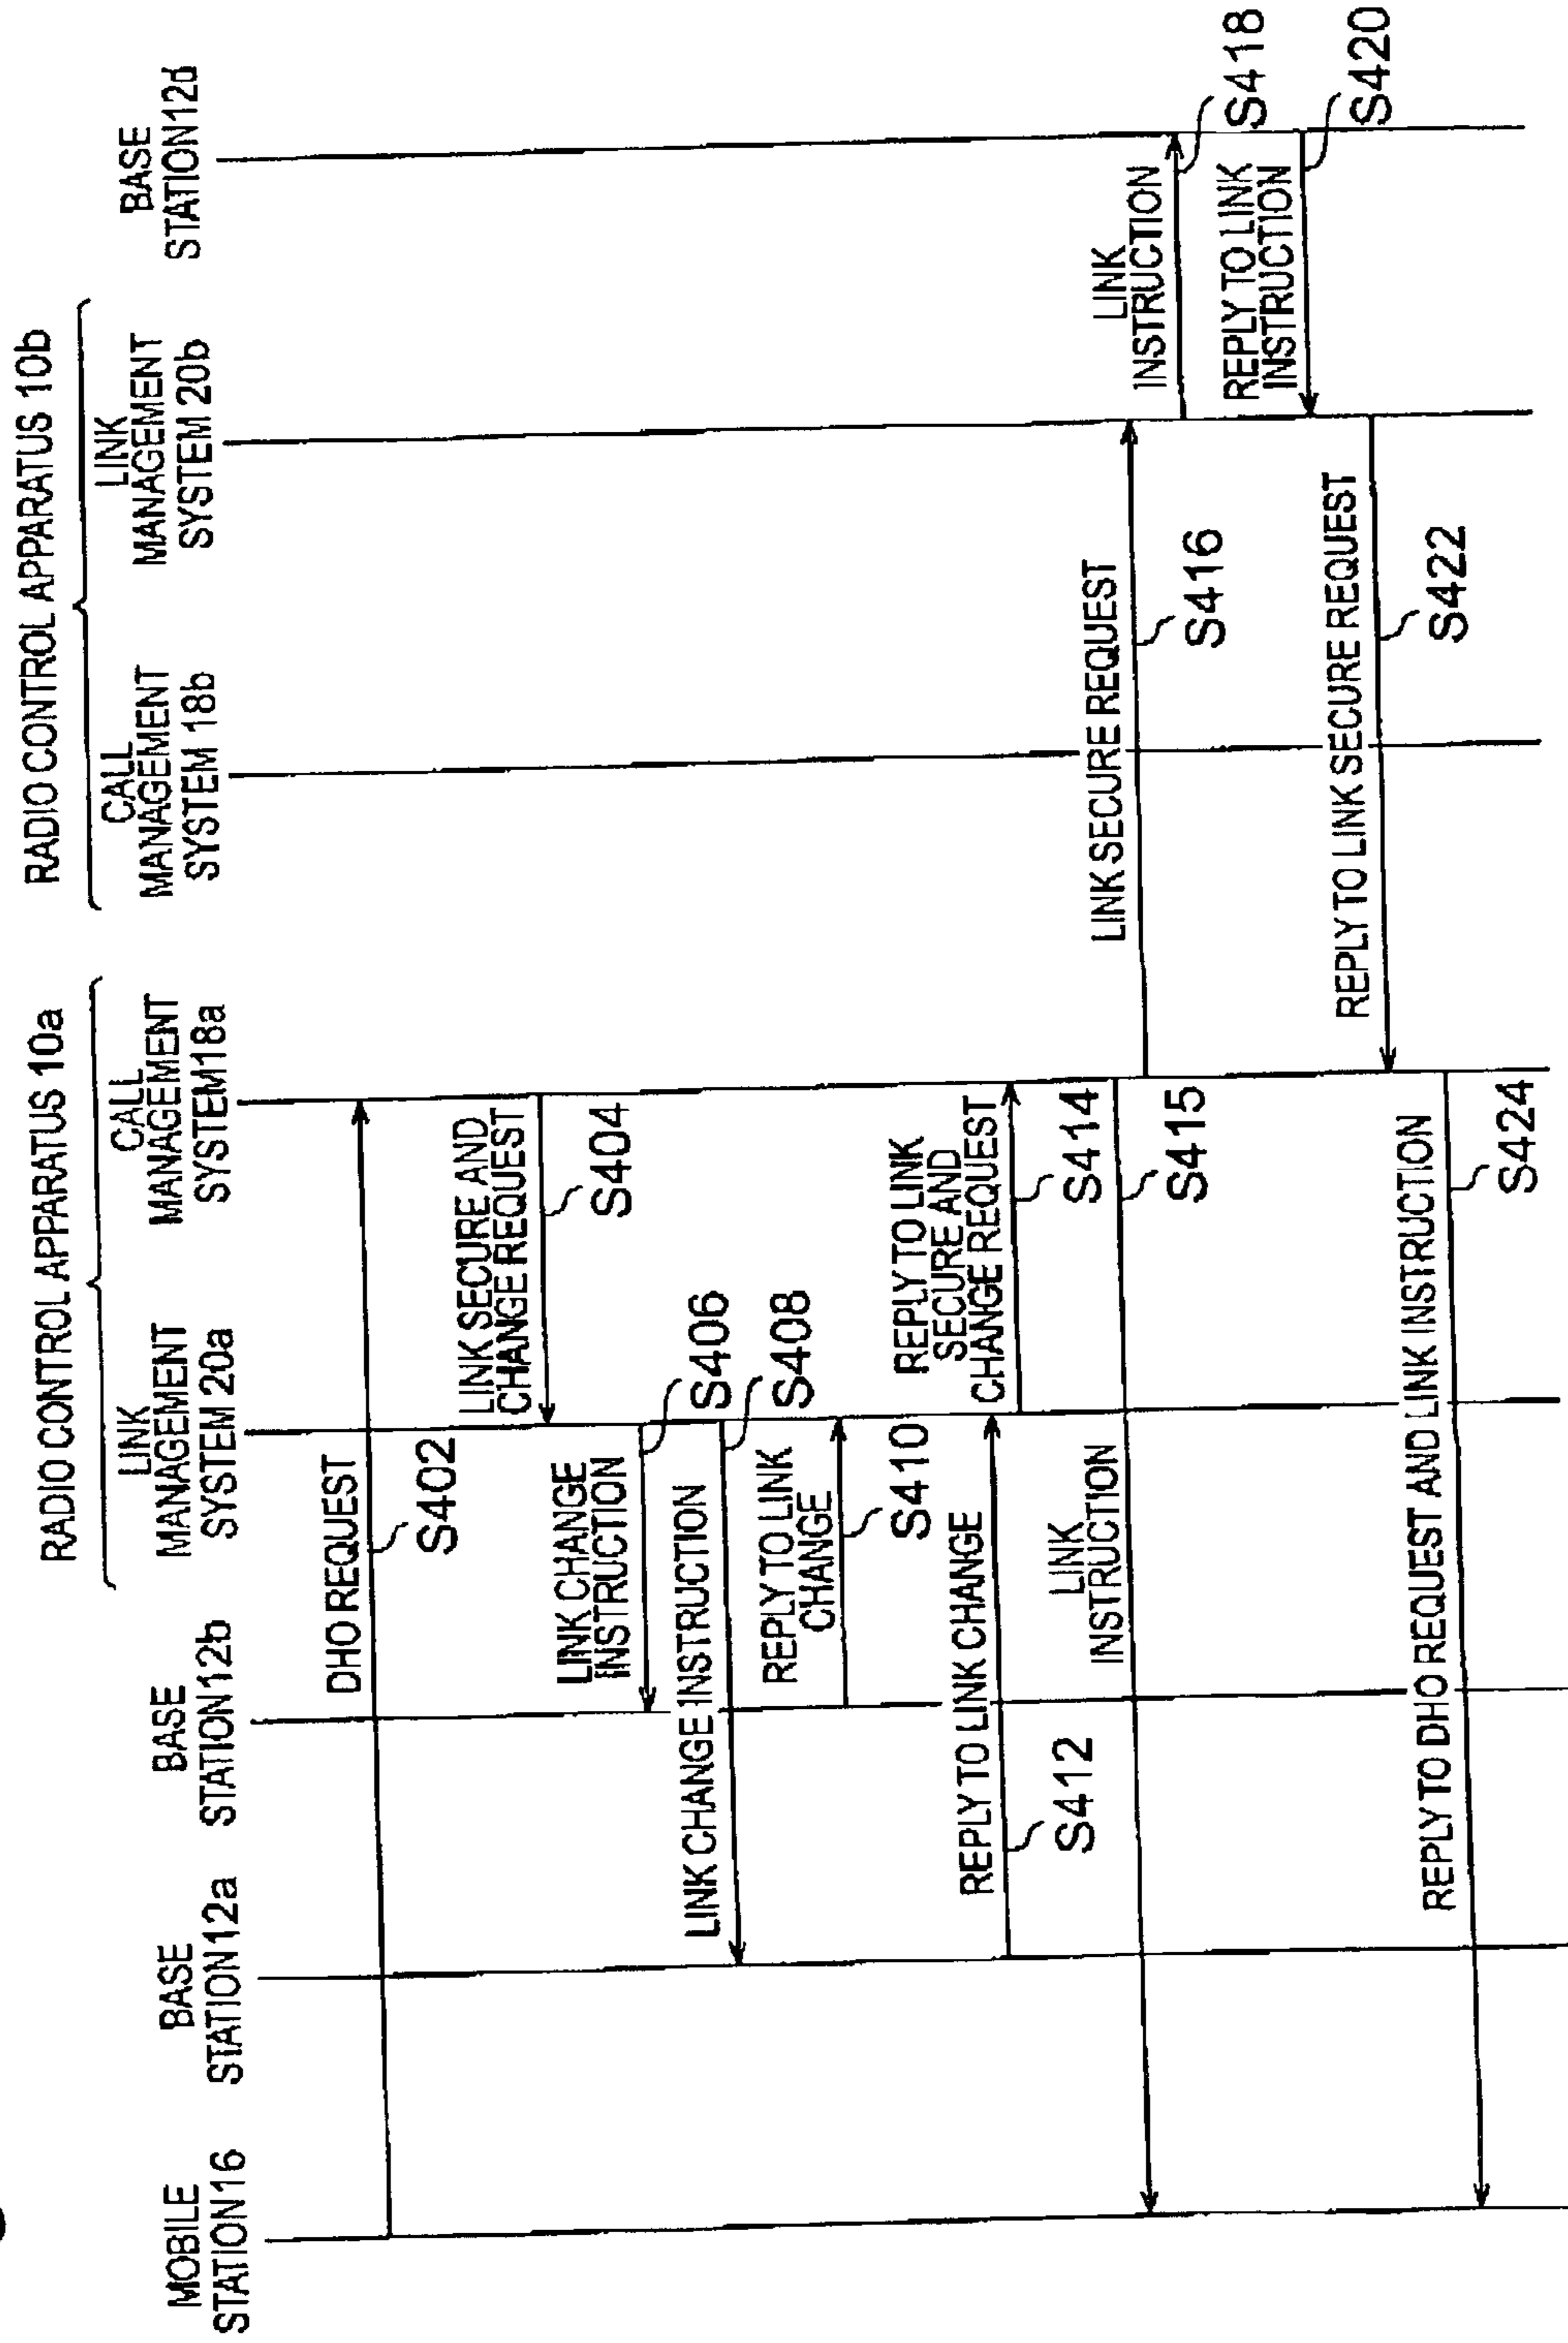 RADIO CONTROL APPARATUS 10a
RADIO CONTROL APPARATUS 10b
MOBILE
STATION16
BASE
STATION12a
BASE
STATION12b
LINK
MANAGEMENT
SYSTEM 20a
CALL
MANAGEMENT
SYSTEM18a
CALL
MANAGEMENT
SYSTEM 18b
LINK
MANAGEMENT
SYSTEM 20b
BASE
STATION12d
DHO REQUEST
S402
LINK SECURE AND
CHANGE REQUEST
S404
LINK CHANGE
INSTRUCTION
S406
LINK CHANGE INSTRUCTION
S408
REPLY TO LINK
CHANGE
S410
REPLY TO LINK CHANGE
S412
REPLY TO LINK
SECURE AND
CHANGE REQUEST
S414
LINK
INSTRUCTION
S415
LINK SECURE REQUEST
S416
LINK
INSTRUCTION
S418
REPLY TO LINK
INSTRUCTION
S420
REPLY TO LINK SECURE REQUEST
S422
REPLY TO DHO REQUEST AND LINK INSTRUCTION
S424